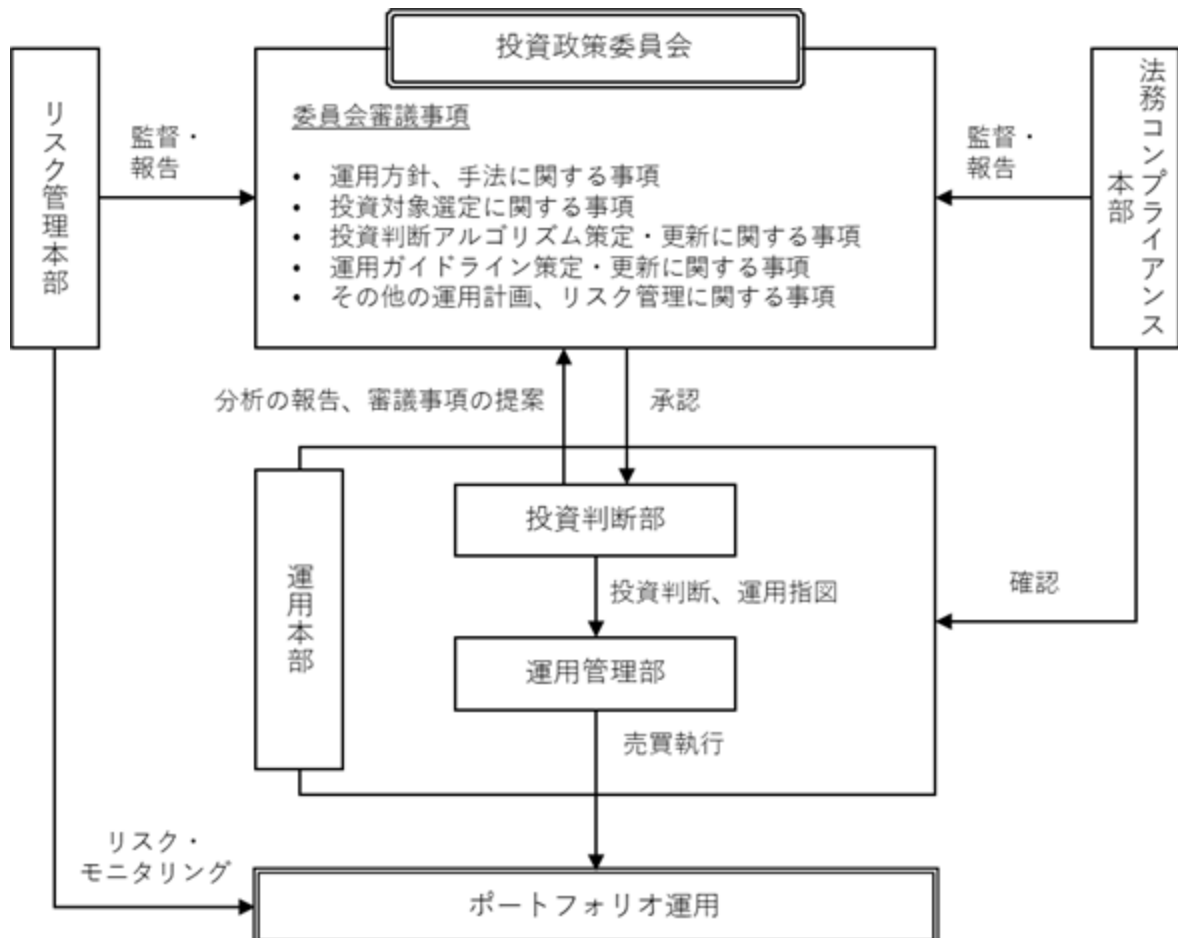 投資政策委員会
リスク管理本部
監督・
報告
委員会審議事項
• 運用方針、手法に関する事項
• 投資対象選定に関する事項
• 投資判断アルゴリズム策定・更新に関する事項
• 運用ガイドライン策定・更新に関する事項
• その他の運用計画、リスク管理に関する事項
監督・
報告
法務コンプライアンス
本部
分析の報告、審議事項の提案
承認
運用本部
投資判断部
投資判断、運用指図
確認
運用管理部
売買執行
リスク・
モニタリング
ポートフォリオ運用